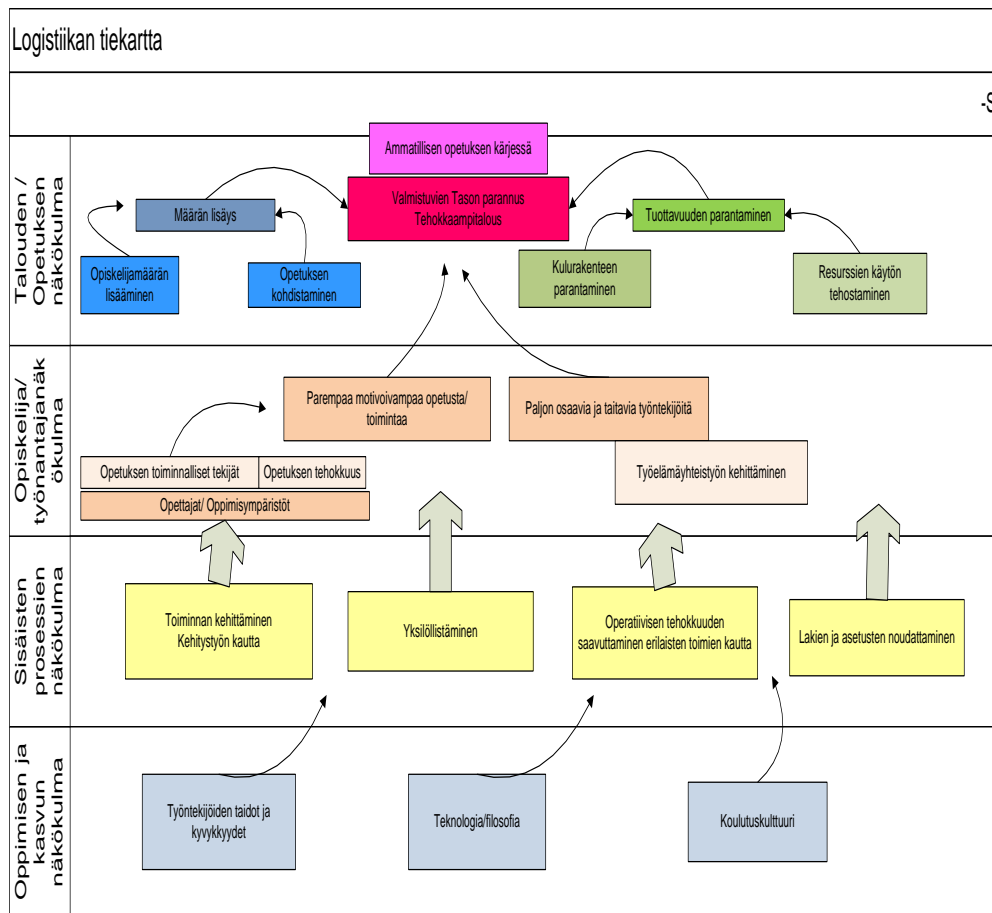 Logistiikan tiekartta
-S
Talouden /
Opetuksen
näkökulma
Ammatillisen opetuksen kärjessä
Valmistuvien Tason parannus
Tehokkaampitalous
Määrän lisäys
Tuottavuuden parantaminen
Opiskelijamäärän
lisääminen
Opetuksen
kohdistaminen
Kulurakenteen
parantaminen
Resurssien käytön
tehostaminen
Opiskelija/
työnantajanäk
ökulma
Parempaa motivoivampaa opetusta/
toimintaa
Paljon osaavia ja taitavia työntekijöitä
Opetuksen toiminnalliset tekijät
Opetuksen tehokkuus
Työelämäyhteistyön kehittäminen
Opettajat/ Oppimisympäristöt
Sisäisten
prosessien
näkökulma
Toiminnan kehittäminen
Kehitystyön kautta
Yksilöllistäminen
Operatiivisen tehokkuuden
saavuttaminen erilaisten toimien kautta
Lakien ja asetusten noudattaminen
Oppimisen ja
kasvun
näkökulma
Työntekijöiden taidot ja
kyvykkyydet
Teknologia/filosofia
Koulutuskulttuuri